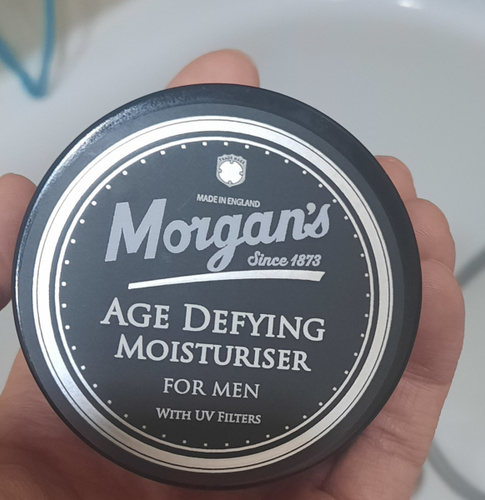 MADE IN ENGLAND
Morgan's
Since 1873
AGE DEFYING
MOISTURISER
FOR MEN
WITH UV FILTERS